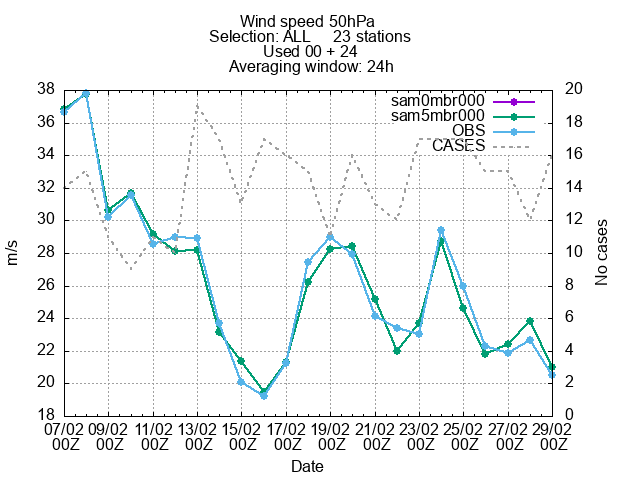 Wind speed 50hPa
Selection: ALL 23 stations
Used 00 + 24
Averaging window: 24h
sam0mbr000
sam5mbr000
OBS
CASES
38
36
34
32
30
28
26
24
22
20
18
m/s
20
18
16
14
12
10
8
6
4
2
0
No cases
07/02 09/02 11/02 13/02 15/02 17/02 19/02 21/02 23/02 25/02 27/02 29/02
00Z 00Z 00Z 00Z 00Z 00Z 00Z 00Z 00Z 00Z 00Z 00Z
Date